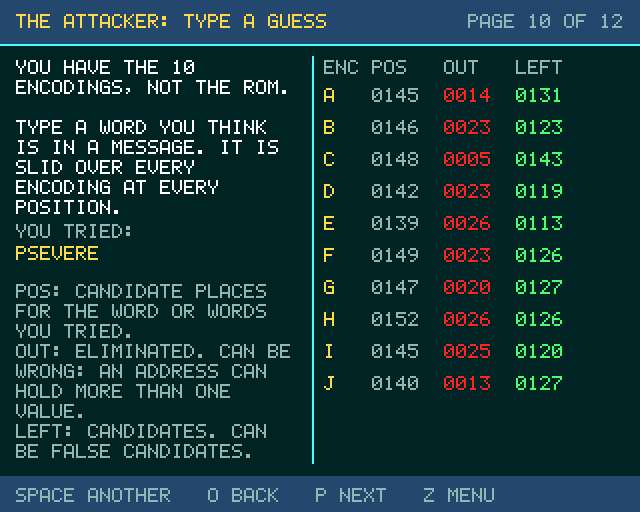 THE ATTACKER: TYPE A GUESS PAGE 10 OF 12
YOU HAVE THE 10
ENCODINGS, NOT THE ROM.
TYPE A WORD YOU THINK
IS IN A MESSAGE. IT IS
SLID OVER EVERY
ENCODING AT EVERY
POSITION.
YOU TRIED:
PSEVERE
POS: CANDIDATE PLACES
FOR THE WORD OR WORDS
YOU TRIED.
OUT: ELIMINATED. CAN BE
WRONG: AN ADDRESS CAN
HOLD MORE THAN ONE
VALUE.
LEFT: CANDIDATES. CAN
BE FALSE CANDIDATES.
ENC POS OUT LEFT
A 0145 0014 0131
B 0146 0023 0123
C 0148 0005 0143
D 0142 0023 0119
E 0139 0026 0113
F 0149 0023 0126
G 0147 0020 0127
H 0152 0026 0126
I 0145 0025 0120
J 0140 0013 0127
SPACE ANOTHER O BACK P NEXT Z MENU